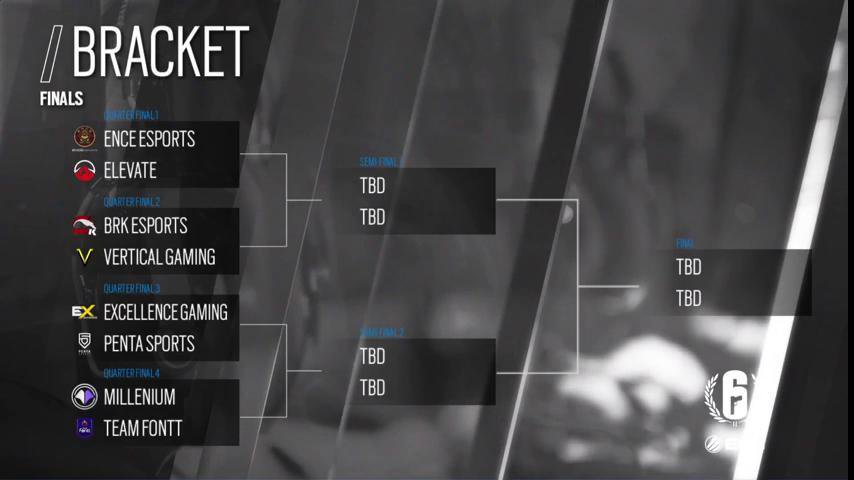 /BRACKET
FINALS
QUARTER FINAL 1
ENCE ESPORTS
ELEVATE
QUARTER FINAL 2
BRK ESPORTS
VERTICAL GAMING
QUARTER FINAL 3
EX EXCELLENCE GAMING
PENTA SPORTS
QUARTER FINAL 4
MILLENIUM
TEAM FONTT
SEMI FINAL 1
TBD
TBD
SEMI FINAL 2
TBD
TBD
FINAL
TBD
TBD
6